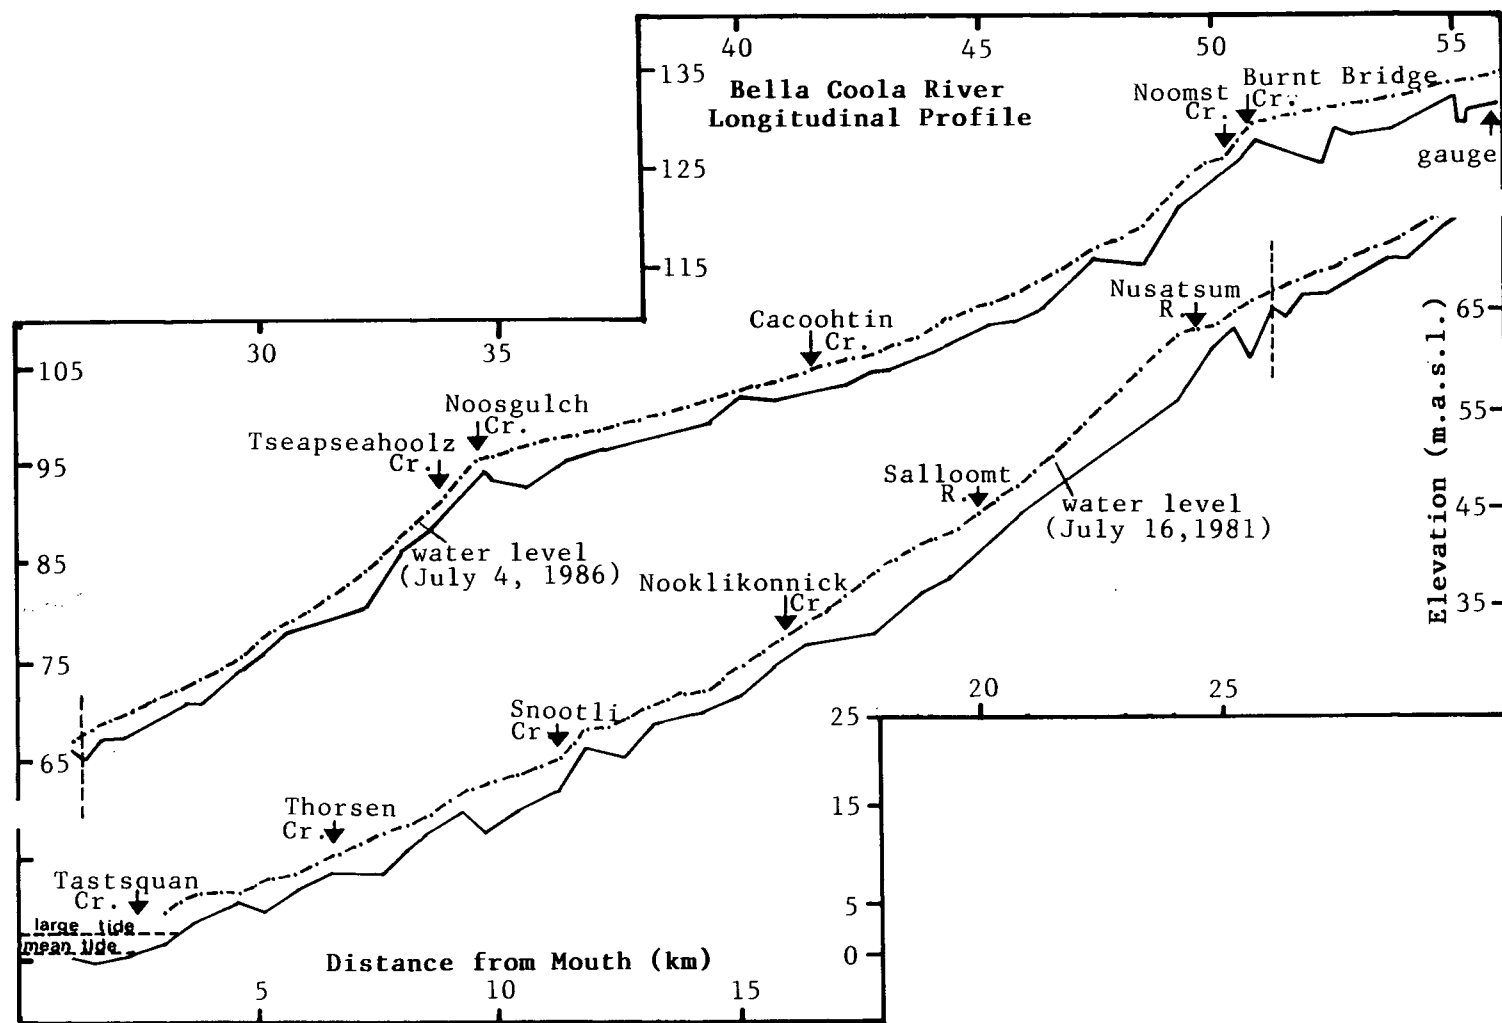 40 45 50 55
135
Bella Coola River
Longitudinal Profile
Noomst
Cr.
Burnt Bridge
Cr.
125
gauge
115
Nusatsum
R.
65
30 35
Cacoohtin
Cr.
105
Noosgulch
Cr.
55
Tseapseahoolz
Cr.
95
Salloomt
R.
Elevation (m.a.s.l.)
45
water level
(July 16,1981)
85
water level
(July 4, 1986)
Nooklikonnick
Cr
35
75
20 25
Snootli
Cr
25
65
Thorsen
Cr.
15
Tastsquan
Cr.
5
large tide
mean tide
0
Distance from Mouth (km)
5 10 15